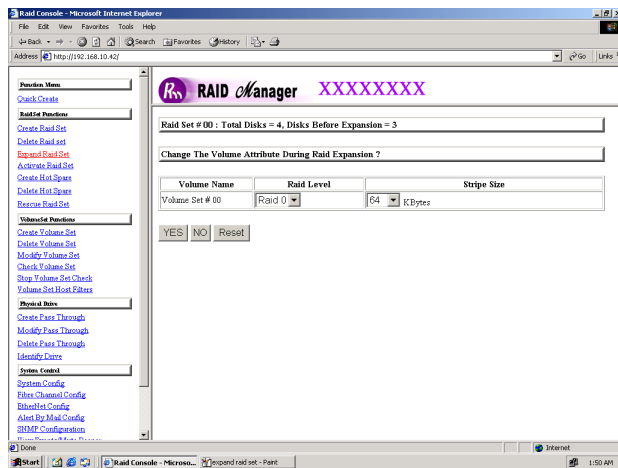 Raid Console - Microsoft Internet Explorer
File Edit View Favorites Tools Help
Back Search Favorites History
Address http://192.168.10.42/ Go Links
Function Menu
Quick Create
Raid Set Functions
Create Raid Set
Delete Raid set
Expand Raid Set
Activate Raid Set
Create Hot Spare
Delete Hot Spare
Rescue Raid Set
VolumeSet Functions
Create Volume Set
Delete Volume Set
Modify Volume Set
Check Volume Set
Stop Volume Set Check
Volume Set Host Filters
Physical Drive
Create Pass Through
Modify Pass Through
Delete Pass Through
Identify Drive
System Control
System Config
Fibre Channel Config
EtherNet Config
Alert By Mail Config
SNMP Configuration
RAID Manager XXXXXXXX
Raid Set # 00 : Total Disks = 4, Disks Before Expansion = 3
Change The Volume Attribute During Raid Expansion ?
Volume Name Raid Level Stripe Size
Volume Set # 00 Raid 0 64 KBytes
YES NO Reset
Done Internet
Start Raid Console - Microso... expand raid set - Paint 1:50 AM